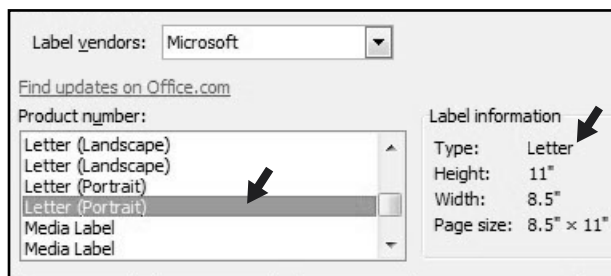 Label vendors: Microsoft
Find updates on Office.com
Product number:
Letter (Landscape)
Letter (Landscape)
Letter (Portrait)
Letter (Portrait)
Media Label
Media Label
Label information
Type: Letter
Height: 11"
Width: 8.5"
Page size: 8.5" × 11"